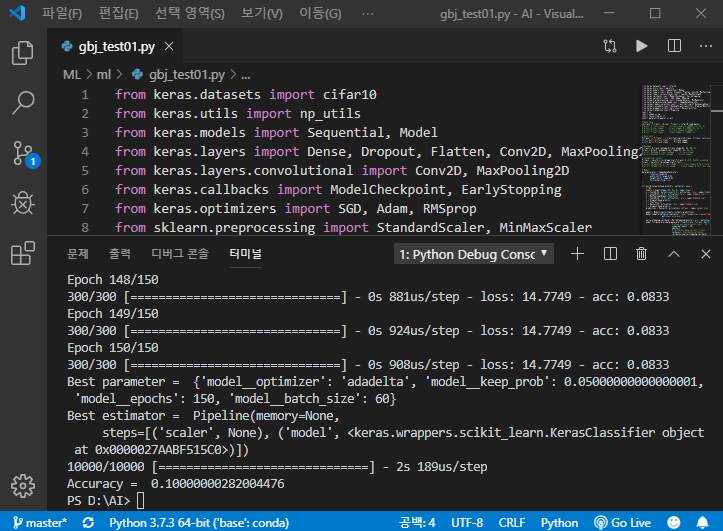 파일(F) 편집(E) 선택 영역(S) 보기(V) 이동(G) ··· gbj_test01.py - AI - Visual...
gbj_test01.py
ML > ml > gbj_test01.py > ...
1 from keras.datasets import cifar10
2 from keras.utils import np_utils
3 from keras.models import Sequential, Model
4 from keras.layers import Dense, Dropout, Flatten, Conv2D, MaxPooling2
5 from keras.layers.convolutional import Conv2D, MaxPooling2D
6 from keras.callbacks import ModelCheckpoint, EarlyStopping
7 from keras.optimizers import SGD, Adam, RMSprop
8 from sklearn.preprocessing import StandardScaler, MinMaxScaler
1
문제 출력 디버그 콘솔 터미널 1: Python Debug Consc
Epoch 148/150
300/300 [==============================] - 0s 881us/step - loss: 14.7749 - acc: 0.0833
Epoch 149/150
300/300 [==============================] - 0s 924us/step - loss: 14.7749 - acc: 0.0833
Epoch 150/150
300/300 [==============================] - 0s 908us/step - loss: 14.7749 - acc: 0.0833
Best parameter =  {'model__optimizer': 'adadelta', 'model__keep_prob': 0.05000000000000001,
 'model__epochs': 150, 'model__batch_size': 60}
Best estimator =  Pipeline(memory=None,
     steps=[('scaler', None), ('model', <keras.wrappers.scikit_learn.KerasClassifier object
 at 0x0000027AABF515C0>)])
10000/10000 [==============================] - 2s 189us/step
Accuracy =  0.10000000282004476
PS D:\AI>
master* Python 3.7.3 64-bit ('base': conda) 공백: 4 UTF-8 CRLF Python Go Live